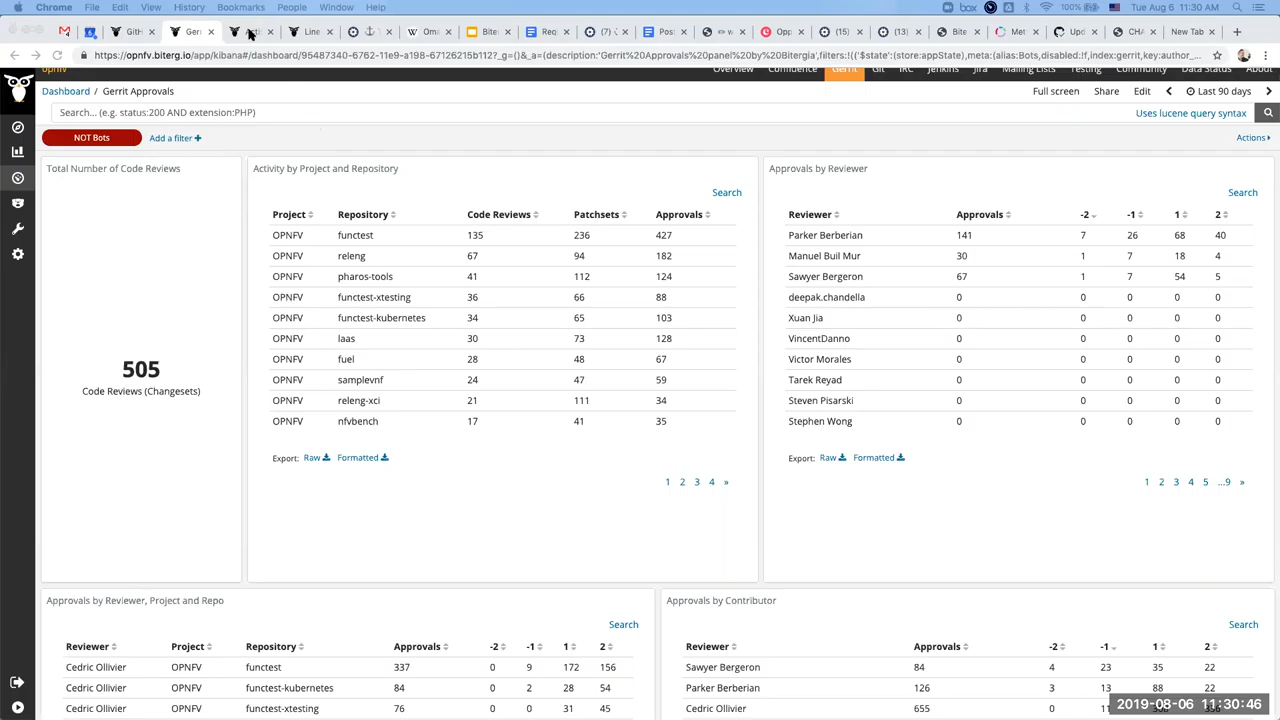 Chrome File Edit View History Bookmarks People Window Help
box 100% Tue Aug 6 11:30 AM
GitH Gerr Line Oma Bite Rep (7) Post (15) (13) Bite Met Ups CHA New Tab
https://opnfv.biterg.io/app/kibana#/dashboard/95487340-6762-11e9-a198-67126215b112?_g=()&_a=(description:'Gerrit%20Approvals%20panel%20by%20Bitergia',filters:!(('$state':(store:appState),meta:(alias:Bots,disabled:!f,index:gerrit,key:author_...
opnfv Overview Confluence Gerrit Git IRC Jenkins Jira Mailing Lists Testing Community Data Status About
Dashboard / Gerrit Approvals Full screen Share Edit Last 90 days
Search... (e.g. status:200 AND extension:PHP) Uses lucene query syntax
NOT Bots Add a filter + Actions
Total Number of Code Reviews
505
Code Reviews (Changesets)
Activity by Project and Repository
Search
Project Repository Code Reviews Patchsets Approvals
OPNFV functest 135 236 427
OPNFV releng 67 94 182
OPNFV pharos-tools 41 112 124
OPNFV functest-xtesting 36 66 88
OPNFV functest-kubernetes 34 65 103
OPNFV laas 30 73 128
OPNFV fuel 28 48 67
OPNFV samplevnf 24 47 59
OPNFV releng-xci 21 111 34
OPNFV nfvbench 17 41 35
Export: Raw Formatted
1 2 3 4 »
Approvals by Reviewer
Search
Reviewer Approvals -2 -1 1 2
Parker Berberian 141 7 26 68 40
Manuel Buil Mur 30 1 7 18 4
Sawyer Bergeron 67 1 7 54 5
deepak.chandella 0 0 0 0 0
Xuan Jia 0 0 0 0 0
VincentDanno 0 0 0 0 0
Victor Morales 0 0 0 0 0
Tarek Reyad 0 0 0 0 0
Steven Pisarski 0 0 0 0 0
Stephen Wong 0 0 0 0 0
Export: Raw Formatted
1 2 3 4 5 ...9 »
Approvals by Reviewer, Project and Repo
Search
Reviewer Project Repository Approvals -2 -1 1 2
Cedric Ollivier OPNFV functest 337 0 9 172 156
Cedric Ollivier OPNFV functest-kubernetes 84 0 2 28 54
Cedric Ollivier OPNFV functest-xtesting 76 0 0 31 45
Approvals by Contributor
Search
Reviewer Approvals -2 -1 1 2
Sawyer Bergeron 84 4 23 35 22
Parker Berberian 126 3 13 88 22
Cedric Ollivier 655 0
2019-08-06 11:30:46